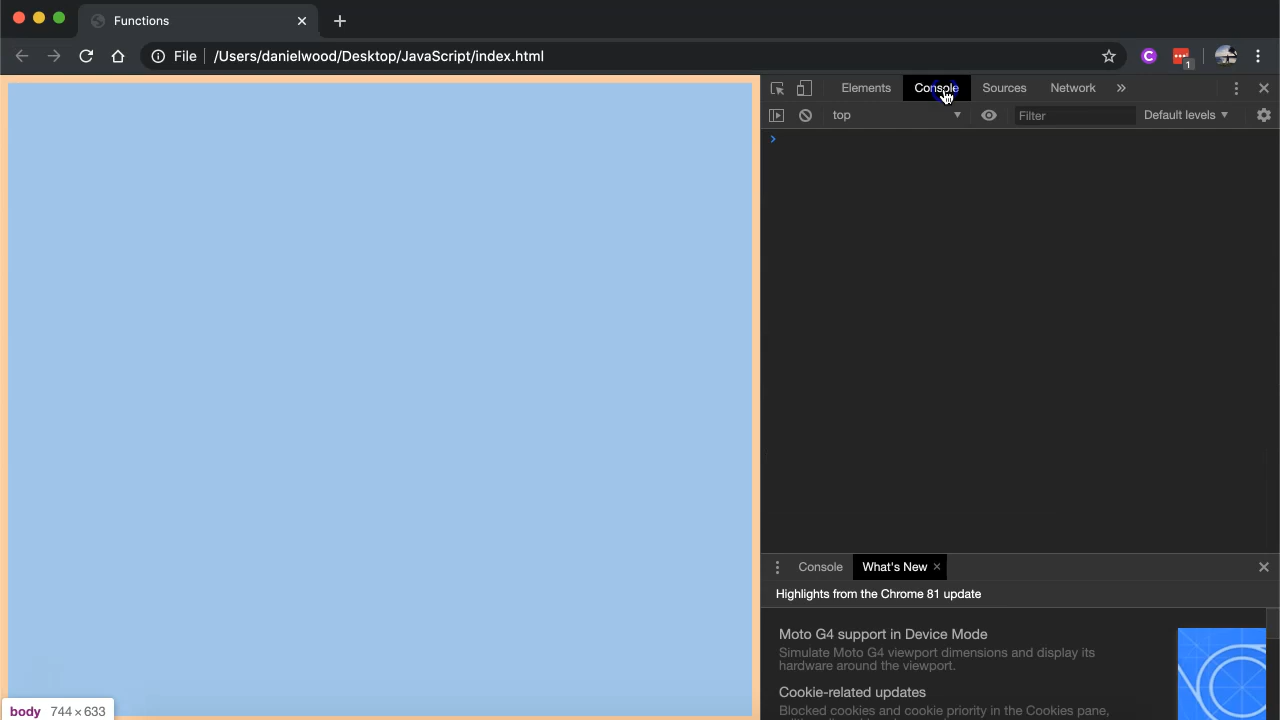 Functions
File /Users/danielwood/Desktop/JavaScript/index.html
C
1
Elements Console Sources Network »
top Filter Default levels
Console What's New
Highlights from the Chrome 81 update
Moto G4 support in Device Mode
Simulate Moto G4 viewport dimensions and display its
hardware around the viewport.
Cookie-related updates
Blocked cookies and cookie priority in the Cookies pane,
body 744×633